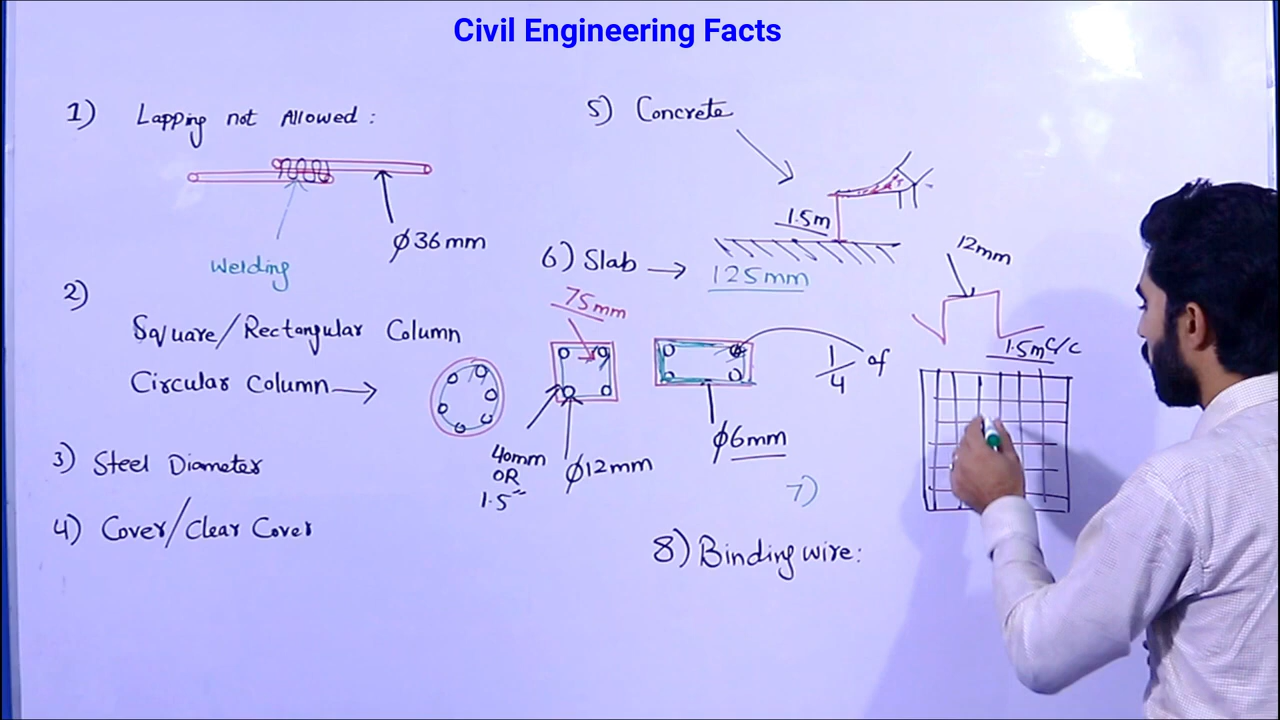 Civil Engineering Facts
1) Lapping not Allowed :
ϕ36mm
Welding
2)
Square/Rectangular Column
Circular Column
3) Steel Diameter
4) Cover/Clear Cover
5) Concrete
1.5m
6) Slab → 125mm
75mm
40mm
OR
1.5"
ϕ12mm
ϕ6mm
1/4 of
12mm
1.5m C/C
7)
8) Binding wire: